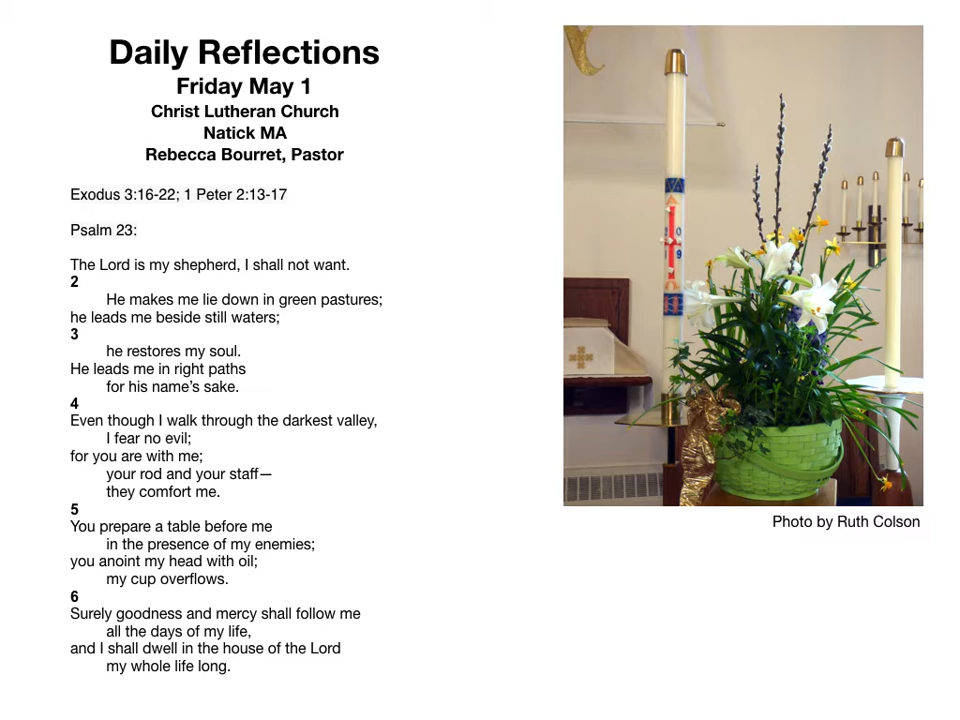 Daily Reflections
Friday May 1
Christ Lutheran Church
Natick MA
Rebecca Bourret, Pastor
Exodus 3:16-22; 1 Peter 2:13-17
Psalm 23:
The Lord is my shepherd, I shall not want.
2
He makes me lie down in green pastures;
he leads me beside still waters;
3
he restores my soul.
He leads me in right paths
for his name’s sake.
4
Even though I walk through the darkest valley,
I fear no evil;
for you are with me;
your rod and your staff—
they comfort me.
5
You prepare a table before me
in the presence of my enemies;
you anoint my head with oil;
my cup overflows.
6
Surely goodness and mercy shall follow me
all the days of my life,
and I shall dwell in the house of the Lord
my whole life long.
Photo by Ruth Colson